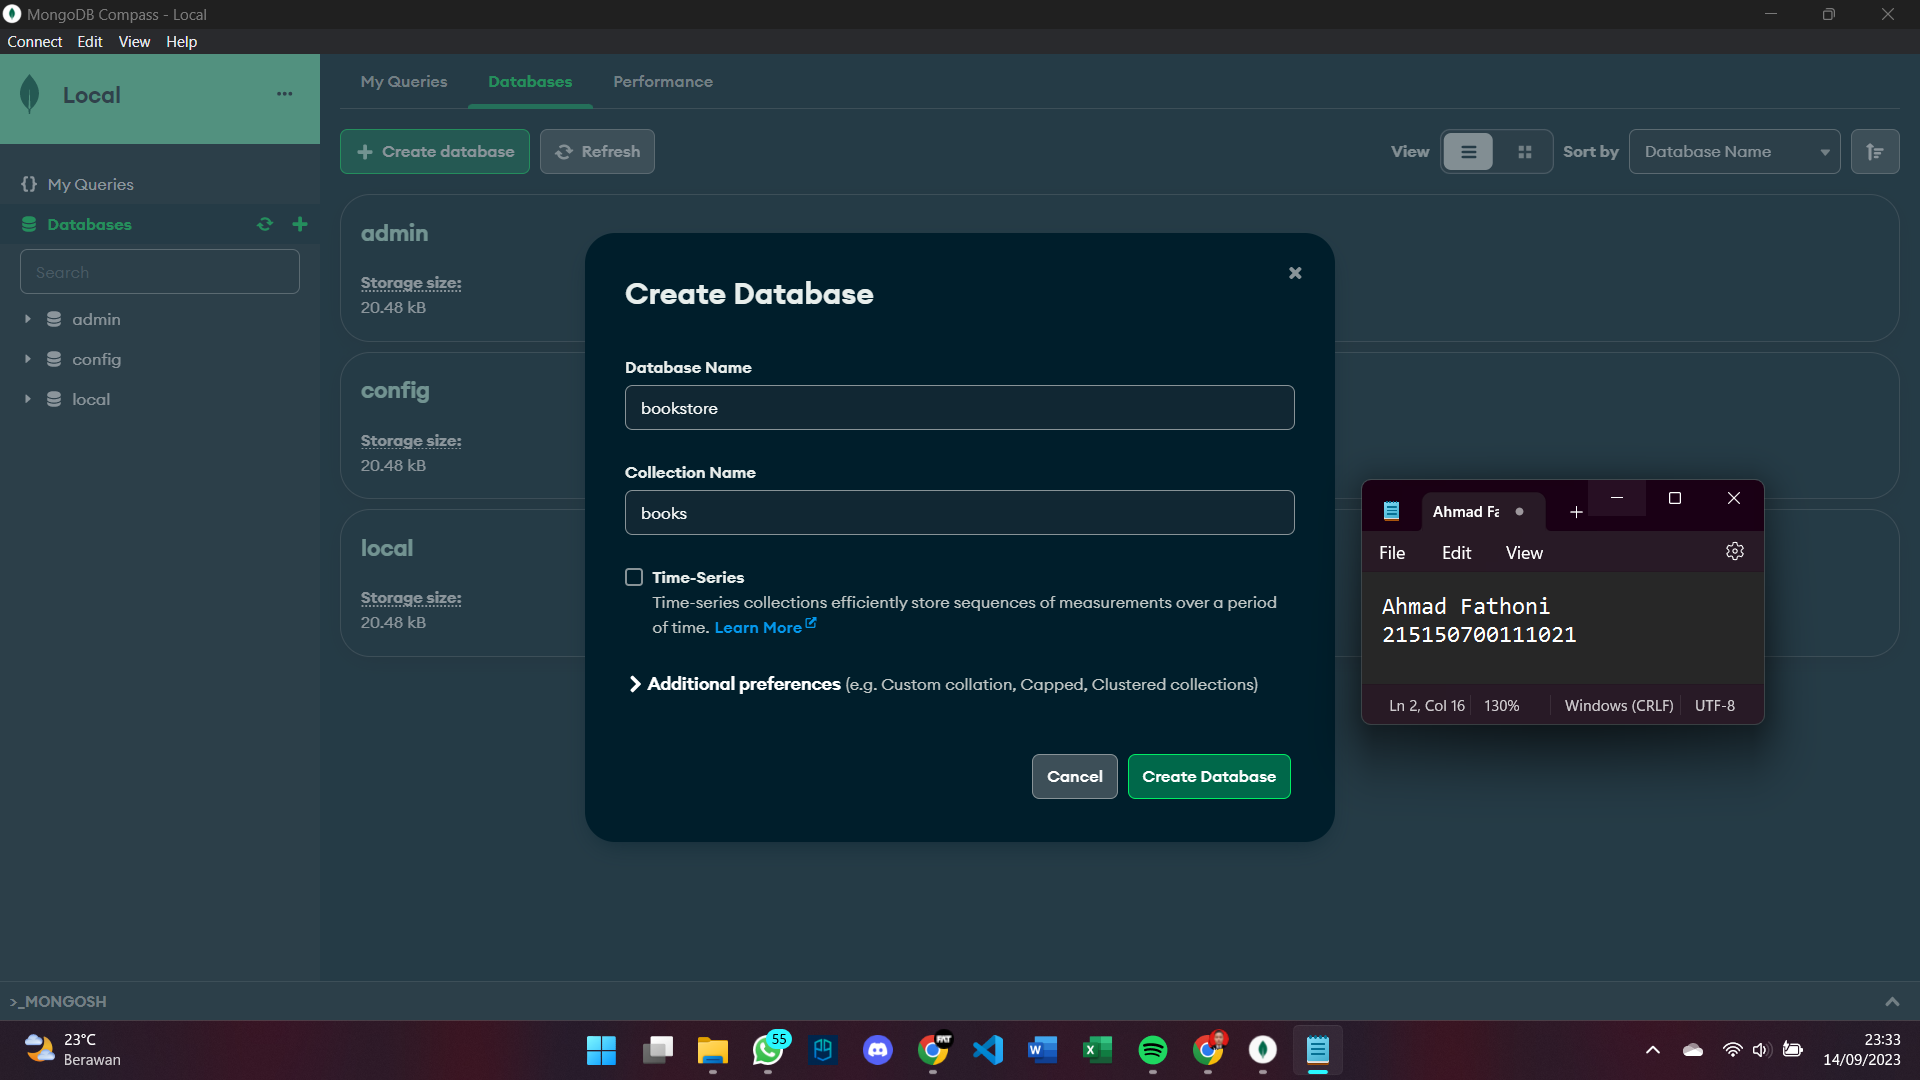 MongoDB Compass - Local
Connect Edit View Help
Local
My Queries
Databases
Search
admin
config
local
My Queries Databases Performance
Create database Refresh
View Sort by Database Name
admin
Storage size:
20.48 kB
config
Storage size:
20.48 kB
local
Storage size:
20.48 kB
Create Database
Database Name
bookstore
Collection Name
books
Time-Series
Time-series collections efficiently store sequences of measurements over a period
of time. Learn More
Additional preferences (e.g. Custom collation, Capped, Clustered collections)
Cancel Create Database
Ahmad Fa
File Edit View
Ahmad Fathoni
215150700111021
Ln 2, Col 16 130% Windows (CRLF) UTF-8
>_MONGOSH
23°C
Berawan
55
FAT
23:33
14/09/2023